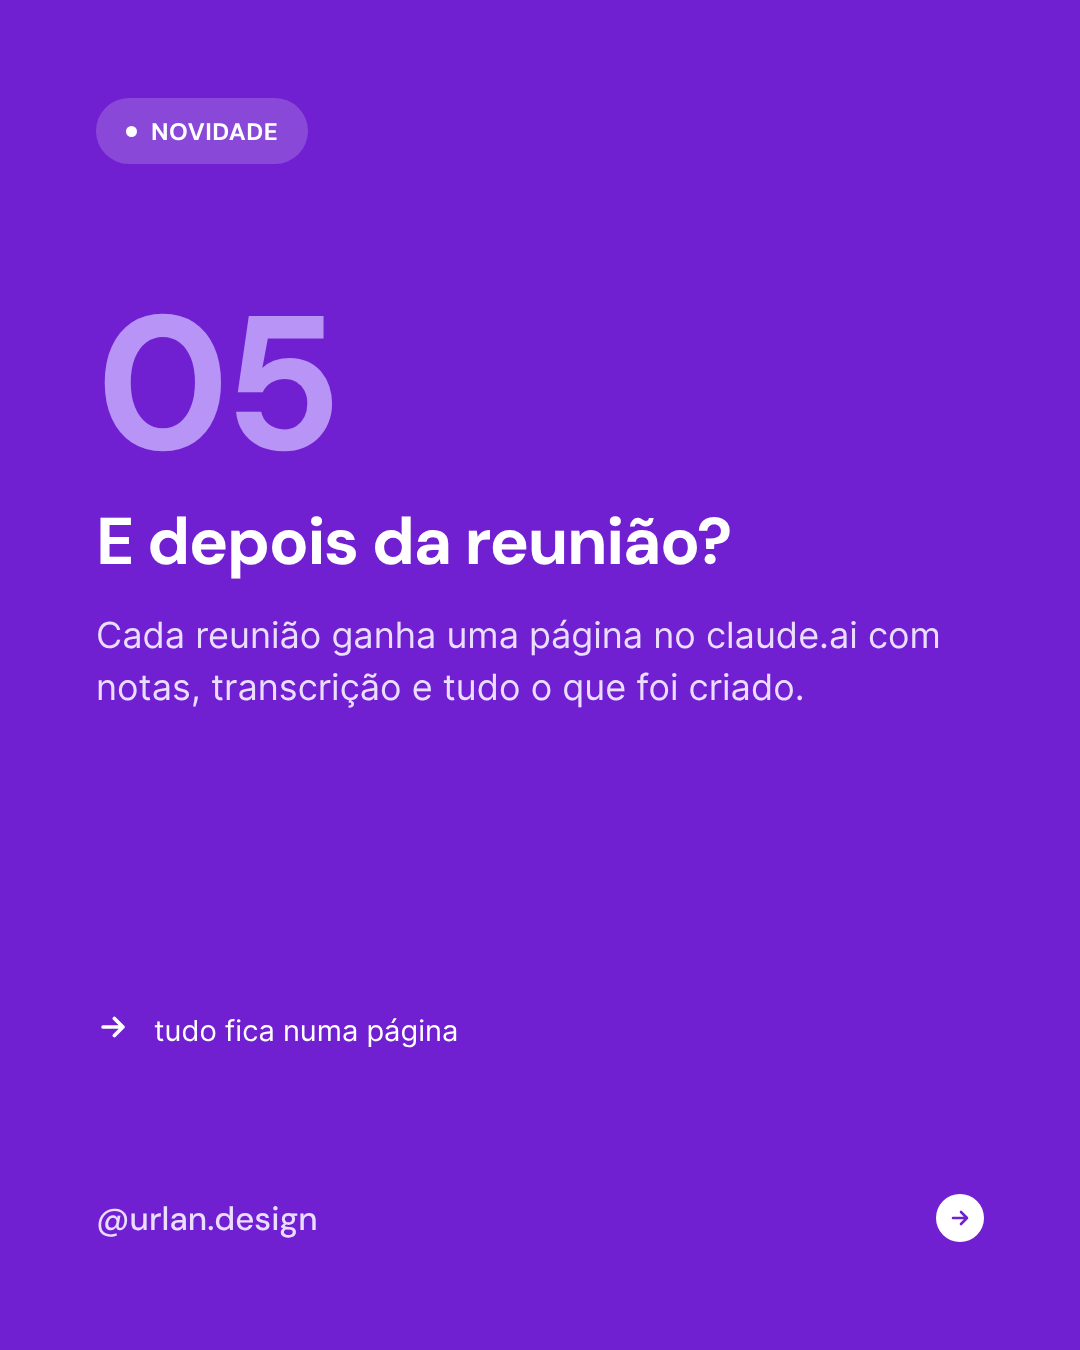 NOVIDADE
05
E depois da reunião?
Cada reunião ganha uma página no claude.ai com
notas, transcrição e tudo o que foi criado.
→ tudo fica numa página
@urlan.design